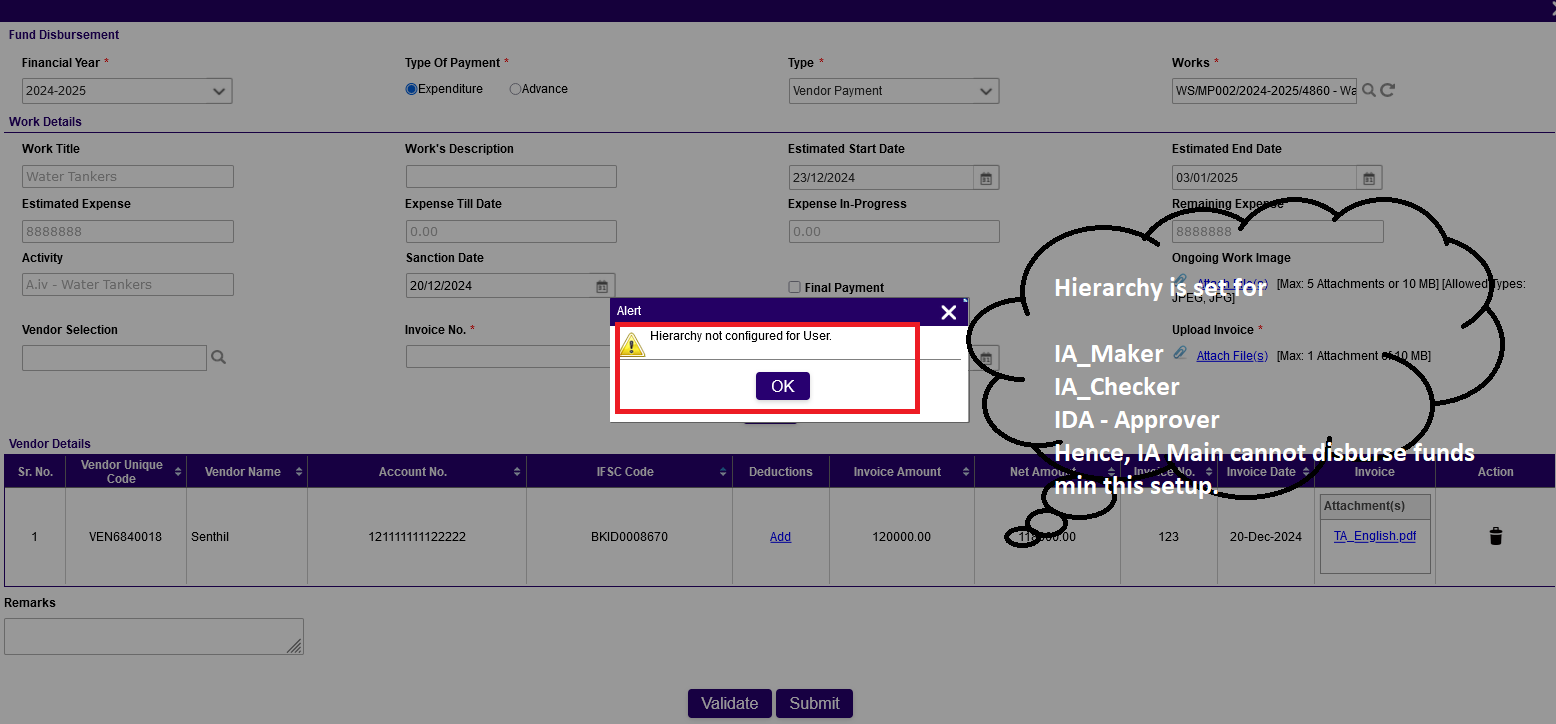 Fund Disbursement
Financial Year * Type Of Payment * Type * Works *
2024-2025 Expenditure Advance Vendor Payment WS/MP002/2024-2025/4860 - Wa
Work Details
Work Title Work's Description Estimated Start Date Estimated End Date
Water Tankers 23/12/2024 03/01/2025
Estimated Expense Expense Till Date Expense In-Progress Remaining Expense
8888888 0.00 0.00 8888888
Activity Sanction Date Ongoing Work Image
A.iv - Water Tankers 20/12/2024 Final Payment Attach File(s) [Max: 5 Attachments or 10 MB] [Allowed Types: JPEG, JPG]
Vendor Selection Invoice No. * Upload Invoice *
Attach File(s) [Max: 1 Attachment of 10 MB]
Alert
Hierarchy not configured for User.
OK
Hierarchy is set for
IA_Maker
IA_Checker
IDA - Approver
Hence, IA Main cannot disburse funds
min this setup.
Vendor Details
Sr. No. Vendor Unique Code Vendor Name Account No. IFSC Code Deductions Invoice Amount Net Amount Invoice No. Invoice Date Invoice Action
Attachment(s)
1 VEN6840018 Senthil 121111111122222 BKID0008670 Add 120000.00 123 20-Dec-2024 TA_English.pdf
Remarks
Validate Submit